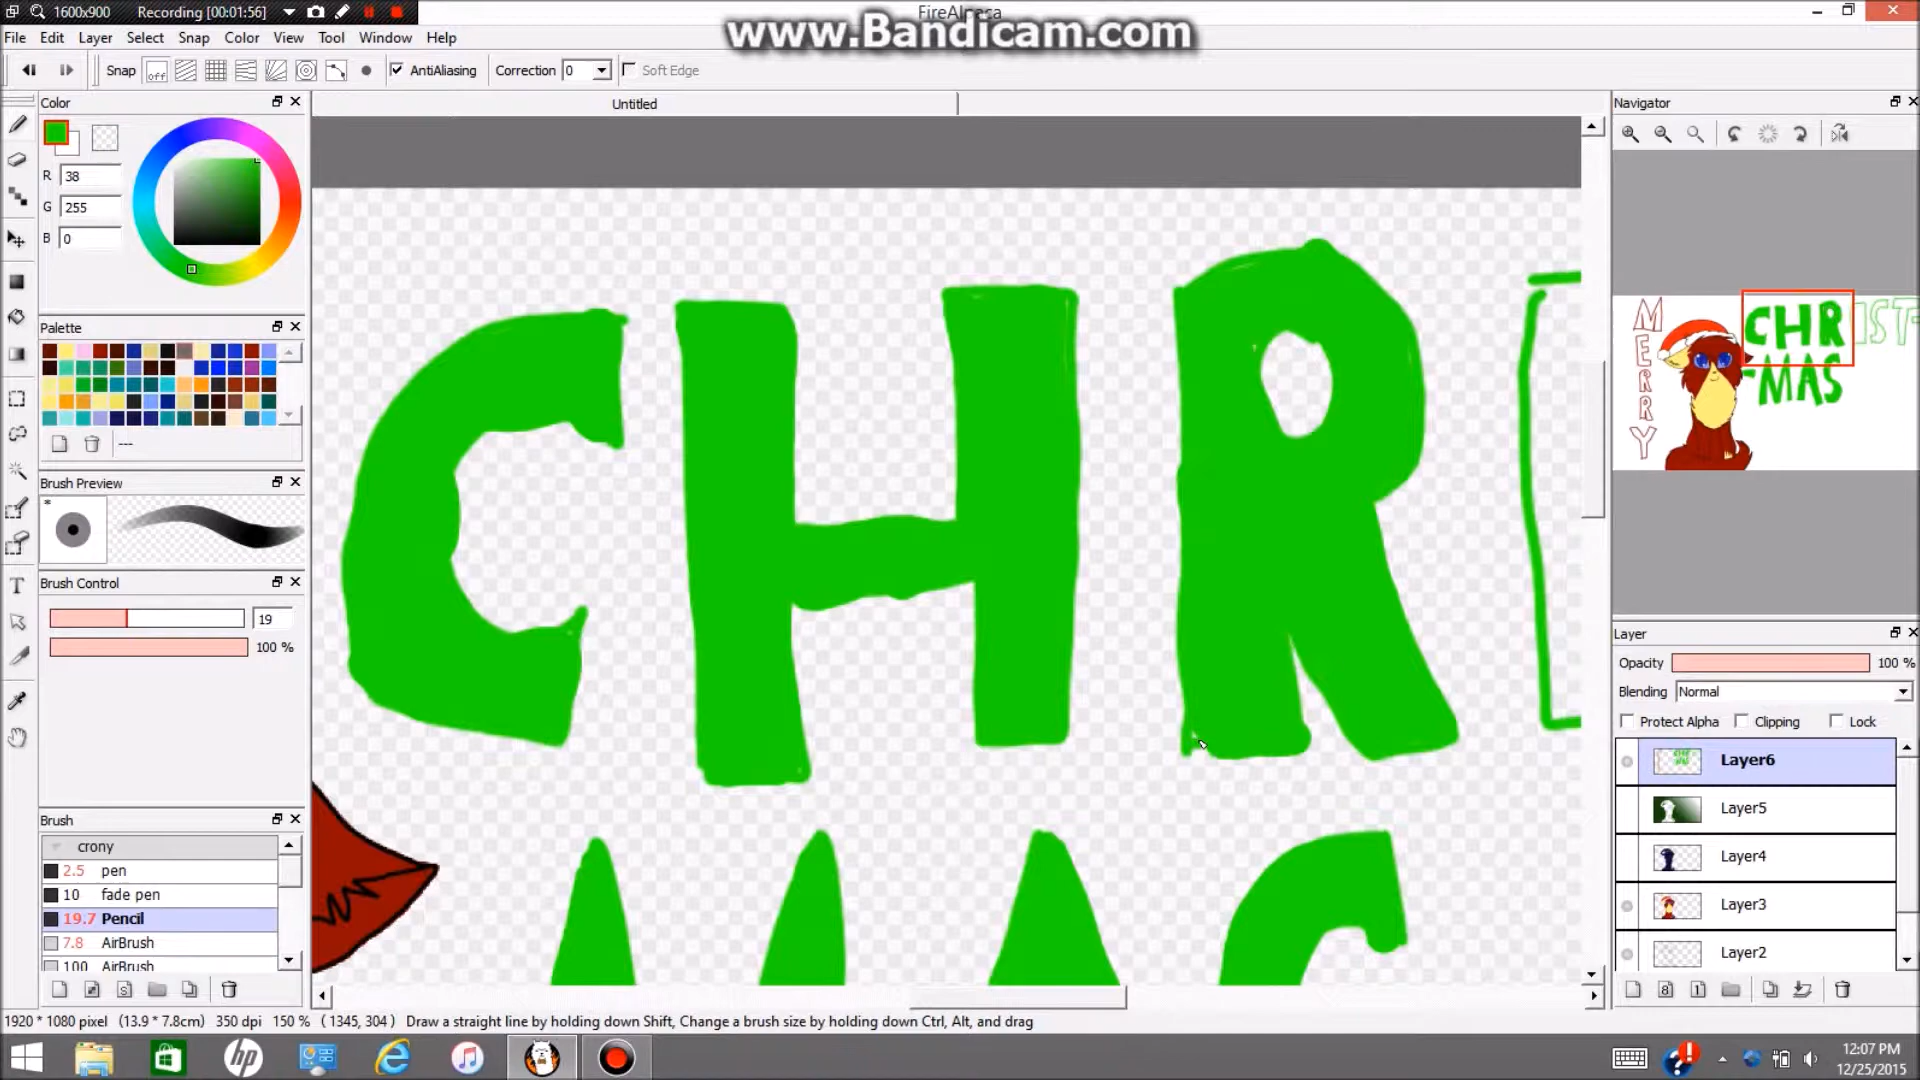 1600x900 Recording [00:01:56] FireAlpaca
www.Bandicam.com
File Edit Layer Select Snap Color View Tool Window Help
Snap off AntiAliasing Correction 0 Soft Edge
Color Untitled Navigator
R 38
G 255
B 0
Palette
---
Brush Preview
*
Brush Control
19
100 %
Brush
crony
2.5 pen
10 fade pen
19.7 Pencil
7.8 AirBrush
100 AirBrush
CHR
MAS
MERRY
CHRIST-
-MAS
Layer
Opacity 100 %
Blending Normal
Protect Alpha Clipping Lock
Layer6
Layer5
Layer4
Layer3
Layer2
1920 * 1080 pixel (13.9 * 7.8cm) 350 dpi 150 % ( 1345, 304 ) Draw a straight line by holding down Shift, Change a brush size by holding down Ctrl, Alt, and drag
hp
12:07 PM
12/25/2015